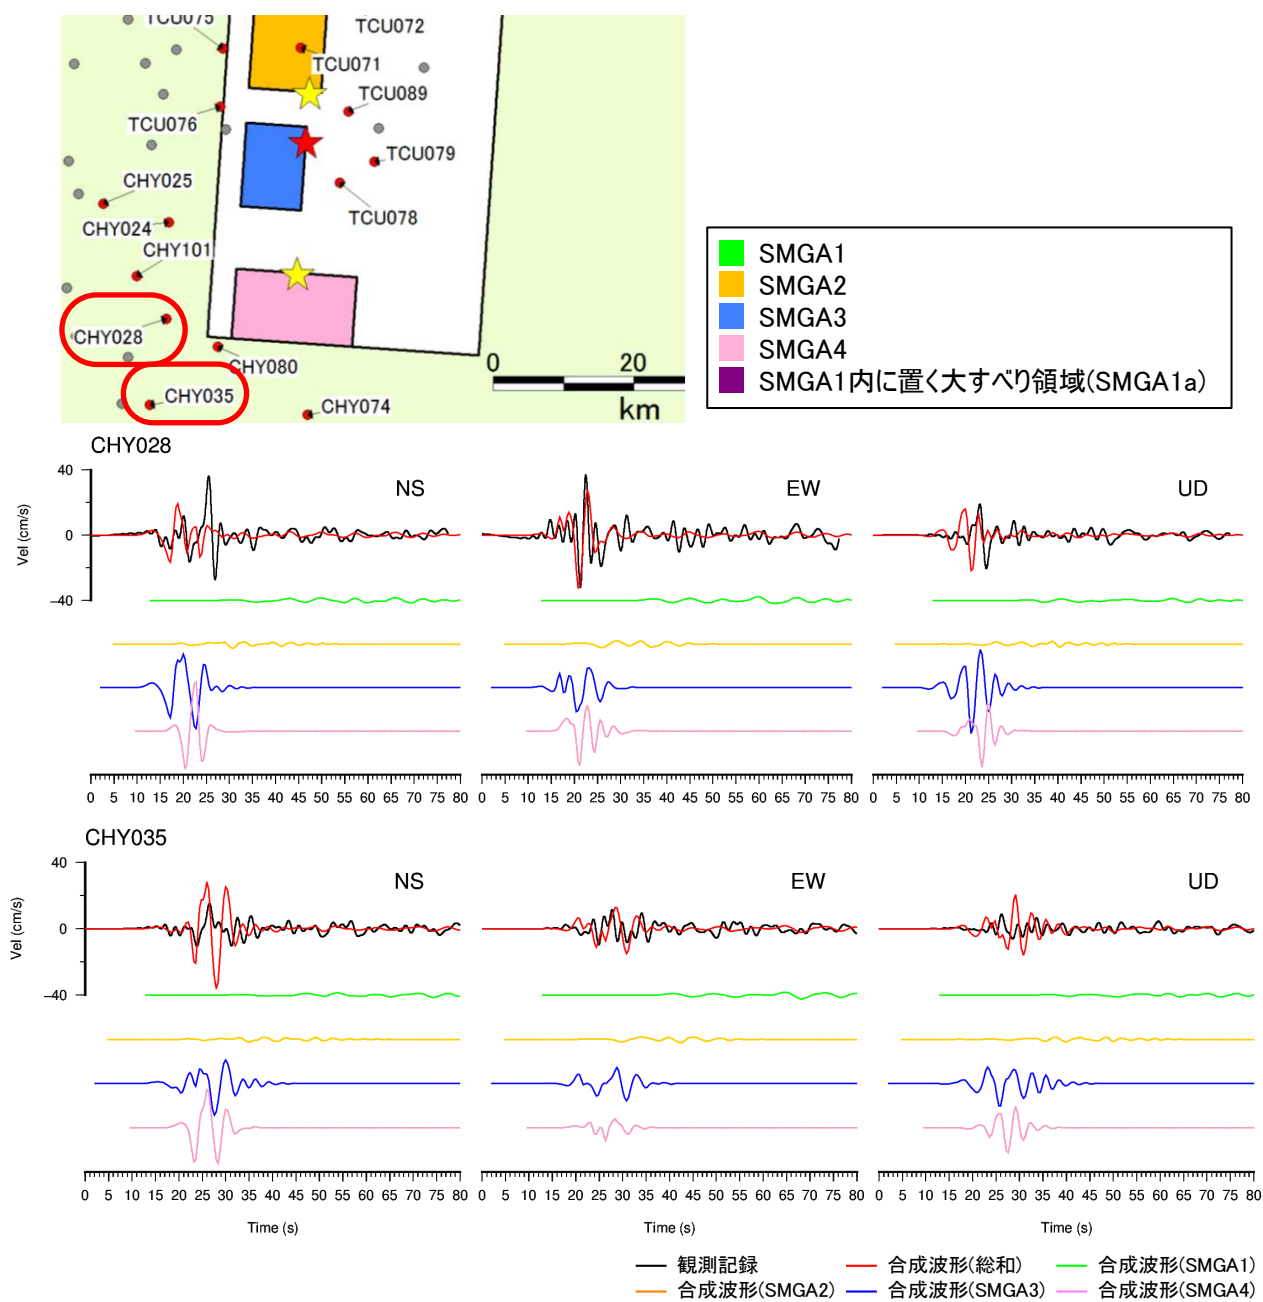 TCU075
TCU072
TCU071
TCU089
TCU076
TCU079
CHY025
TCU078
CHY024
CHY101
CHY028
CHY080
CHY035
CHY074
0 20
km
SMGA1
SMGA2
SMGA3
SMGA4
SMGA1内に置く大すべり領域(SMGA1a)
CHY028
NS EW UD
Vel (cm/s)
40
0
−40
0 5 10 15 20 25 30 35 40 45 50 55 60 65 70 75 80
0 5 10 15 20 25 30 35 40 45 50 55 60 65 70 75 80
0 5 10 15 20 25 30 35 40 45 50 55 60 65 70 75 80
CHY035
NS EW UD
Vel (cm/s)
40
0
−40
0 5 10 15 20 25 30 35 40 45 50 55 60 65 70 75 80
0 5 10 15 20 25 30 35 40 45 50 55 60 65 70 75 80
0 5 10 15 20 25 30 35 40 45 50 55 60 65 70 75 80
Time (s) Time (s) Time (s)
観測記録 合成波形(総和) 合成波形(SMGA1)
合成波形(SMGA2) 合成波形(SMGA3) 合成波形(SMGA4)